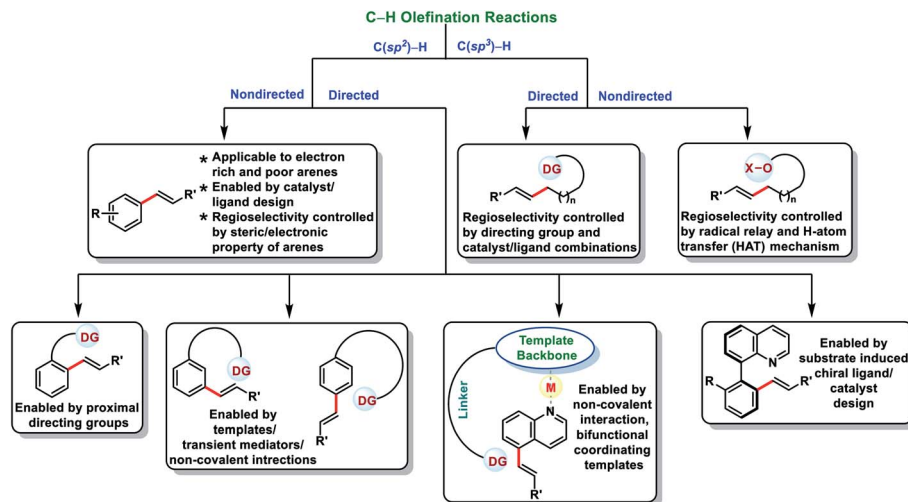 C–H Olefination Reactions
C(sp²)–H
C(sp³)–H
Nondirected
Directed
Directed
Nondirected
R
R'
* Applicable to electron
rich and poor arenes
* Enabled by catalyst/
ligand design
* Regioselectivity controlled
by steric/electronic
property of arenes
DG
R'
( )n
Regioselectivity controlled
by directing group and
catalyst/ligand combinations
X–O
R'
( )n
Regioselectivity controlled
by radical relay and H-atom
transfer (HAT) mechanism
DG
R'
Enabled by proximal
directing groups
DG
R'
DG
R'
Enabled by
templates/
transient mediators/
non-covalent intrections
Template
Backbone
Linker
M
N
DG
R'
Enabled by
non-covalent
interaction,
bifunctional
coordinating
templates
N
R
R'
Enabled by
substrate induced
chiral ligand/
catalyst
design